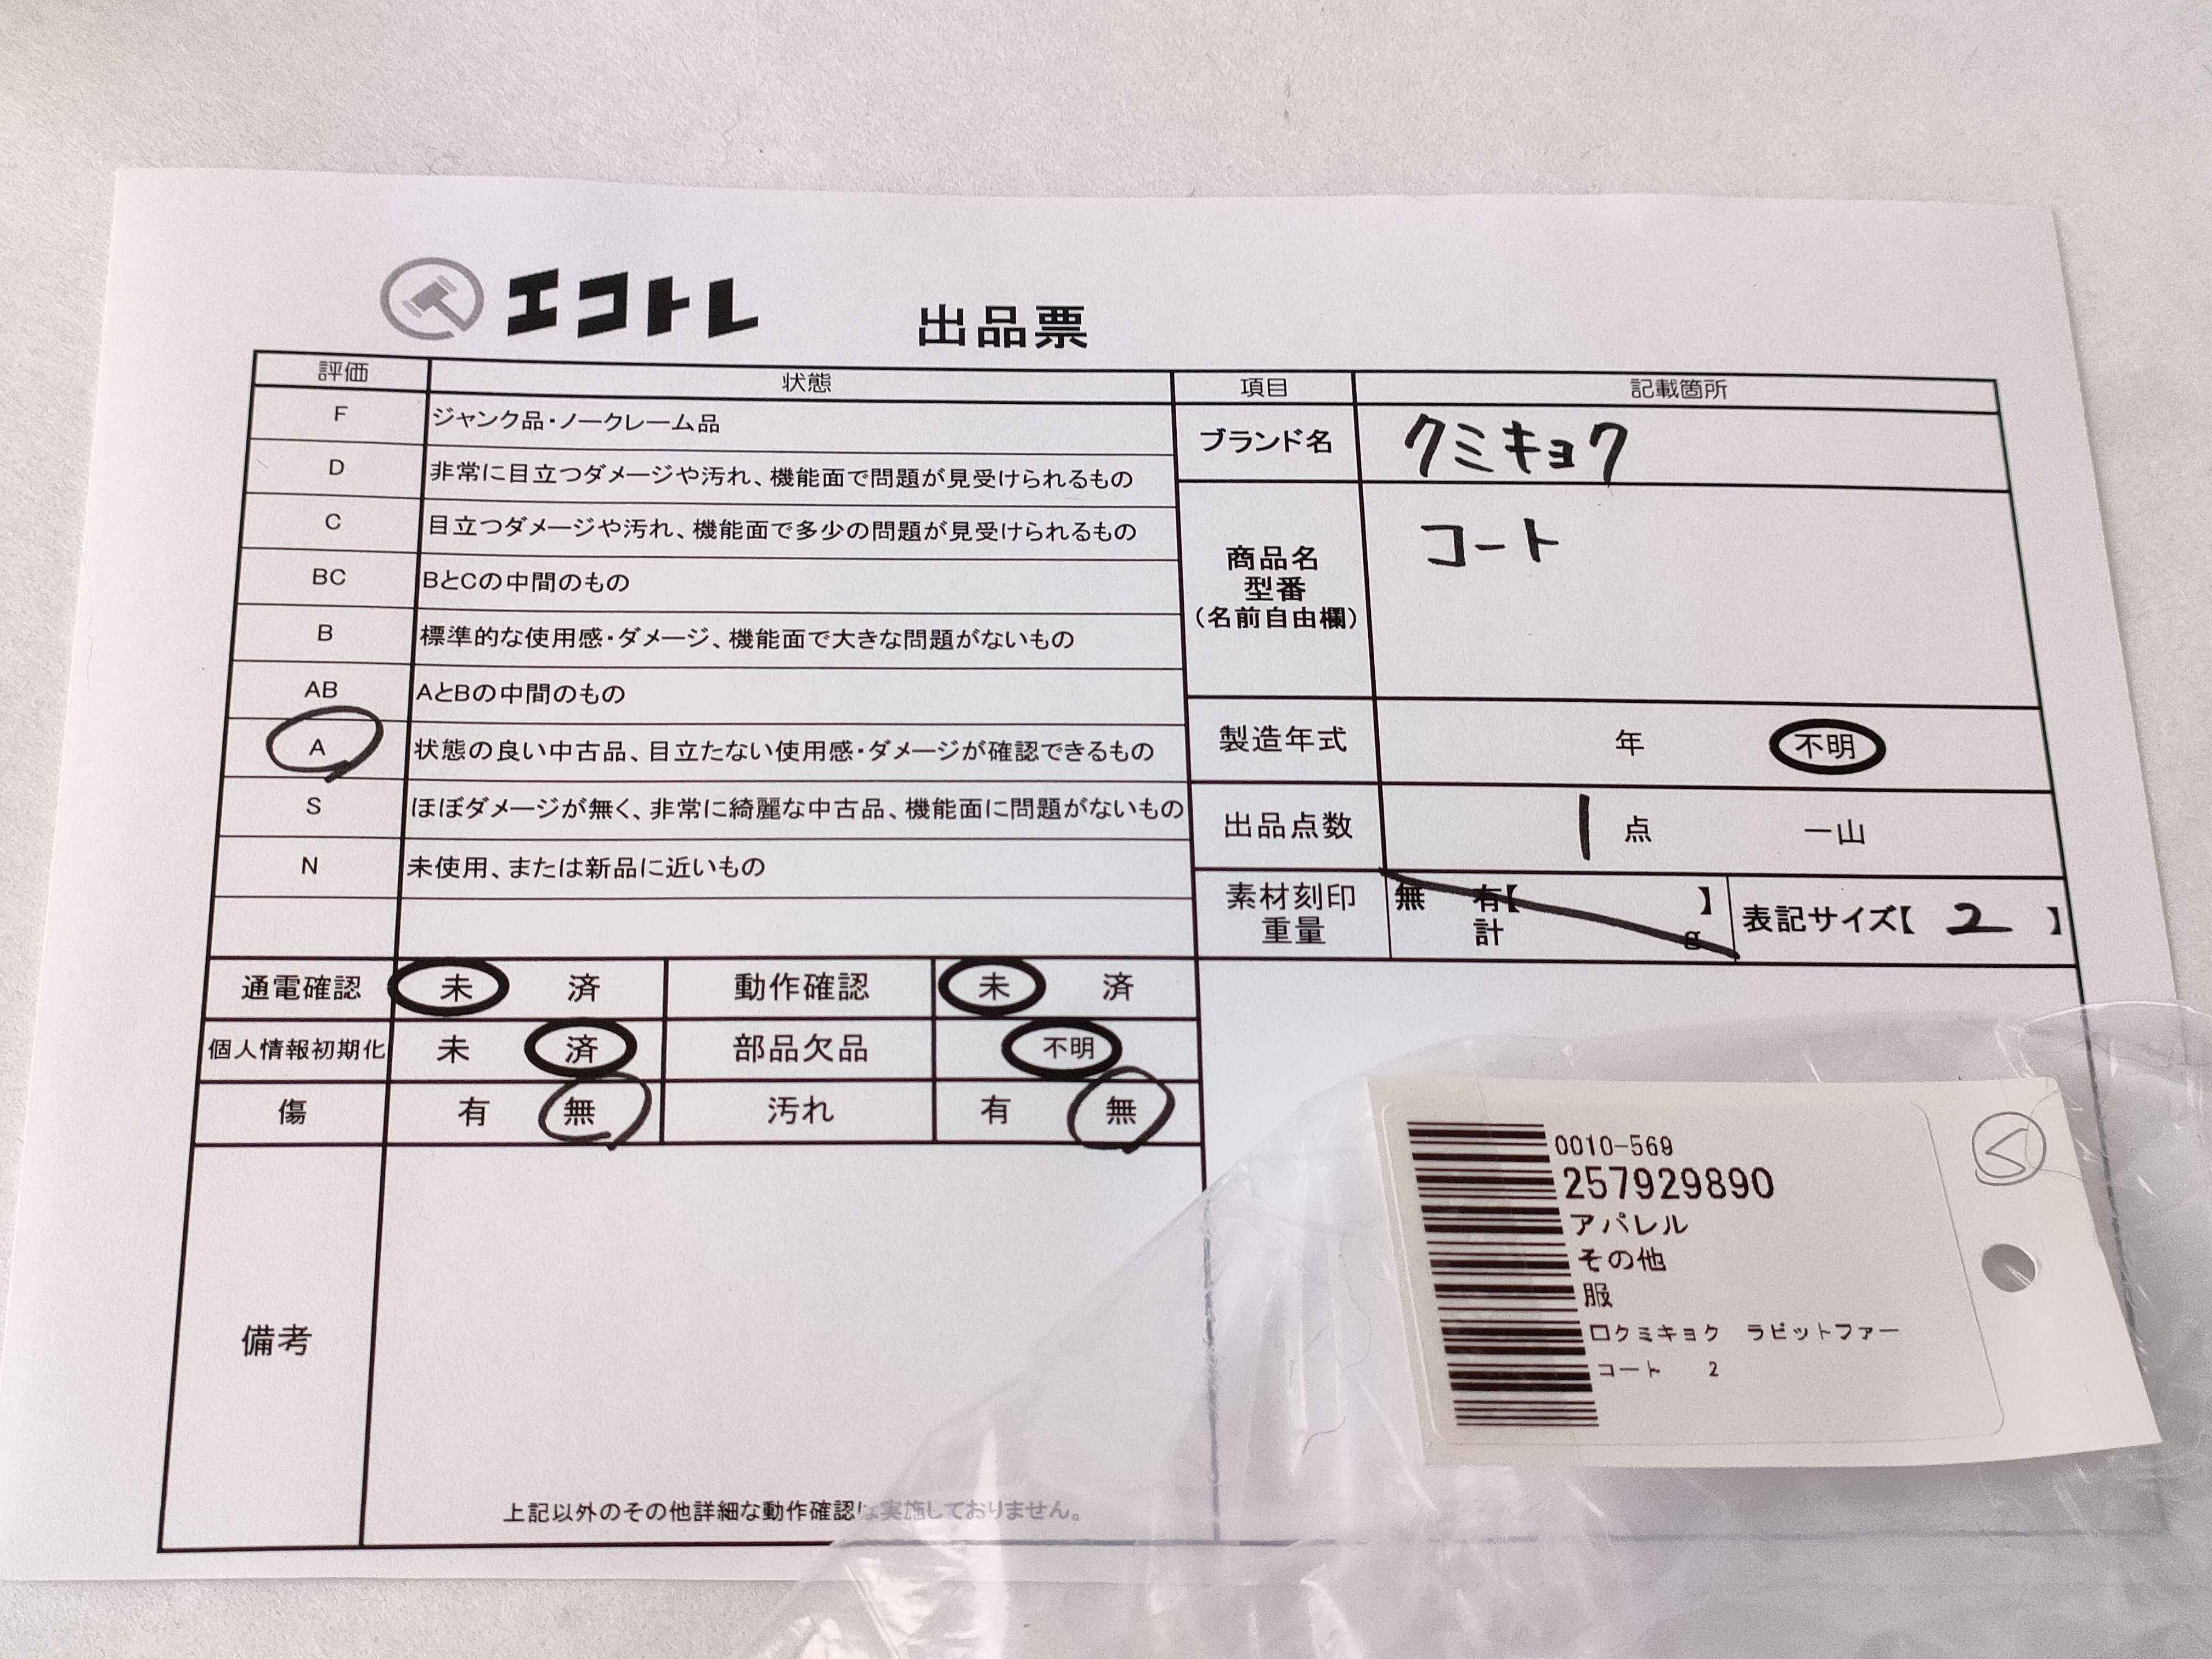 エコトレ 出品票
評価 状態 項目 記載箇所
F ジャンク品・ノークレーム品
D 非常に目立つダメージや汚れ、機能面で問題が見受けられるもの
C 目立つダメージや汚れ、機能面で多少の問題が見受けられるもの
BC BとCの中間のもの
B 標準的な使用感・ダメージ、機能面で大きな問題がないもの
AB AとBの中間のもの
A 状態の良い中古品、目立たない使用感・ダメージが確認できるもの
S ほぼダメージが無く、非常に綺麗な中古品、機能面に問題がないもの
N 未使用、または新品に近いもの
ブランド名 クミキョク
商品名
型番
(名前自由欄)
コート
製造年式 年 不明
出品点数 1 点 一山
素材刻印
重量
無 有【 】
計 g
表記サイズ【 2 】
通電確認 未 済 動作確認 未 済
個人情報初期化 未 済 部品欠品 不明
傷 有 無 汚れ 有 無
備考
上記以外のその他詳細な動作確認は実施しておりません。
0010-569
257929890
アパレル
その他
服
口クミキョク ラビットファー
コート 2